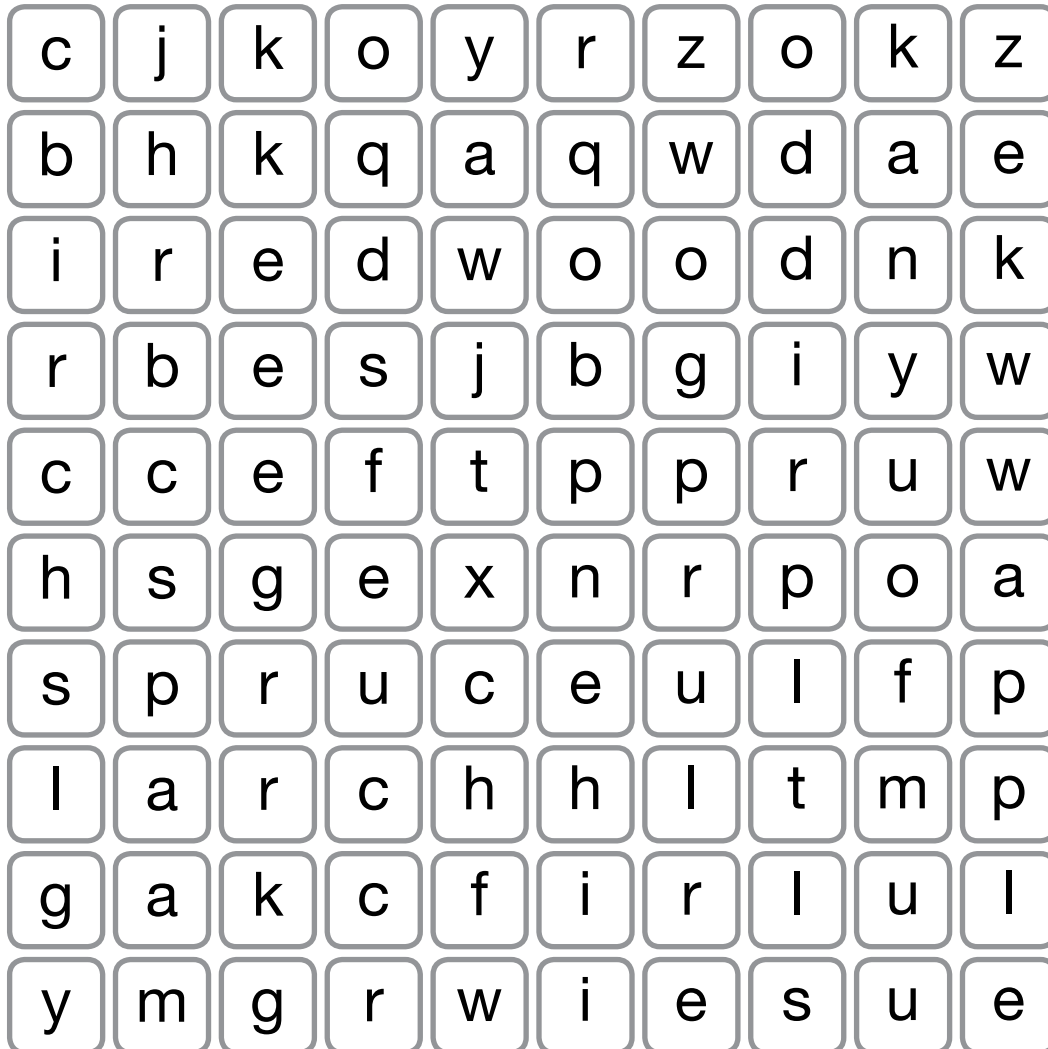 c j k o y r z o k z
b h k q a q w d a e
i r e d w o o d n k
r b e s j b g i y w
c c e f t p p r u w
h s g e x n r p o a
s p r u c e u l f p
l a r c h h l t m p
g a k c f i r l u l
y m g r w i e s u e